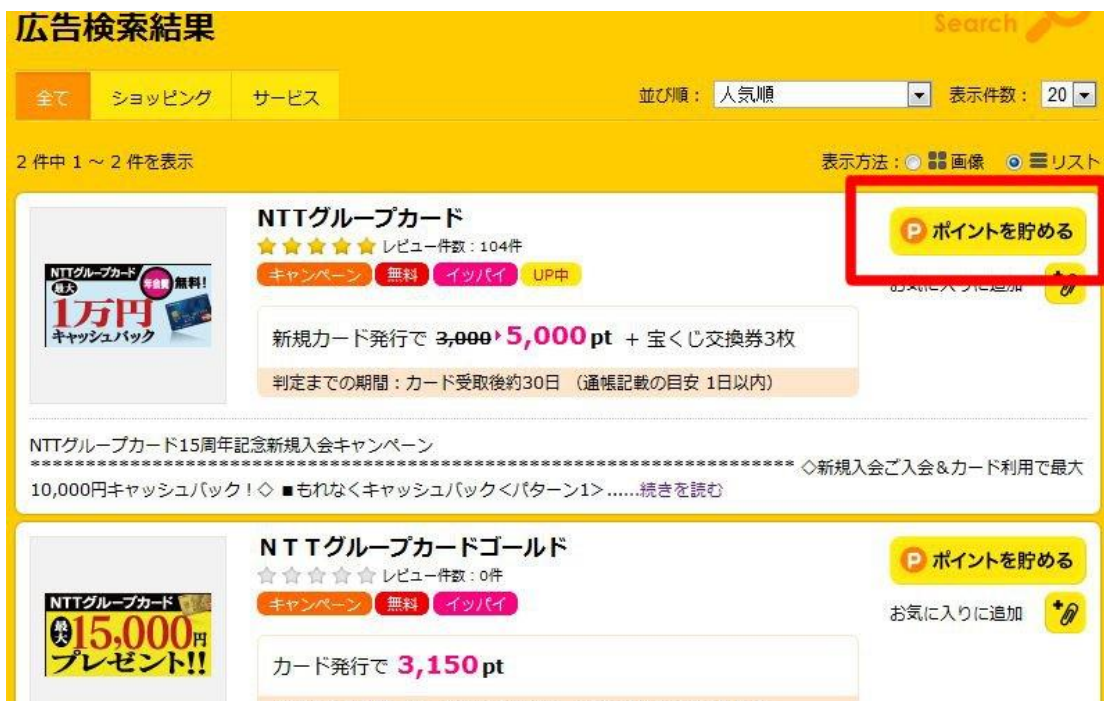 広告検索結果
Search
全て ショッピング サービス 並び順： 人気順 表示件数： 20
2 件中 1 ～ 2 件を表示 表示方法： 画像 リスト
NTTグループカード
レビュー件数：104件
キャンペーン 無料 イッパイ UP中
ポイントを貯める
お気に入りに追加
NTTグループカード
最大 年会費 無料!
1万円
キャッシュバック
新規カード発行で 3,000 5,000pt + 宝くじ交換券3枚
判定までの期間：カード受取後約30日 （通帳記載の目安 1日以内）
NTTグループカード15周年記念新規入会キャンペーン
************************************************************************ ◇新規入会ご入会＆カード利用で最大
10,000円キャッシュバック！◇ ■もれなくキャッシュバック<パターン1>......続きを読む
ＮＴＴグループカードゴールド
レビュー件数：0件
キャンペーン 無料 イッパイ
ポイントを貯める
お気に入りに追加
NTTグループカード
最大15,000円
プレゼント!!
カード発行で 3,150pt